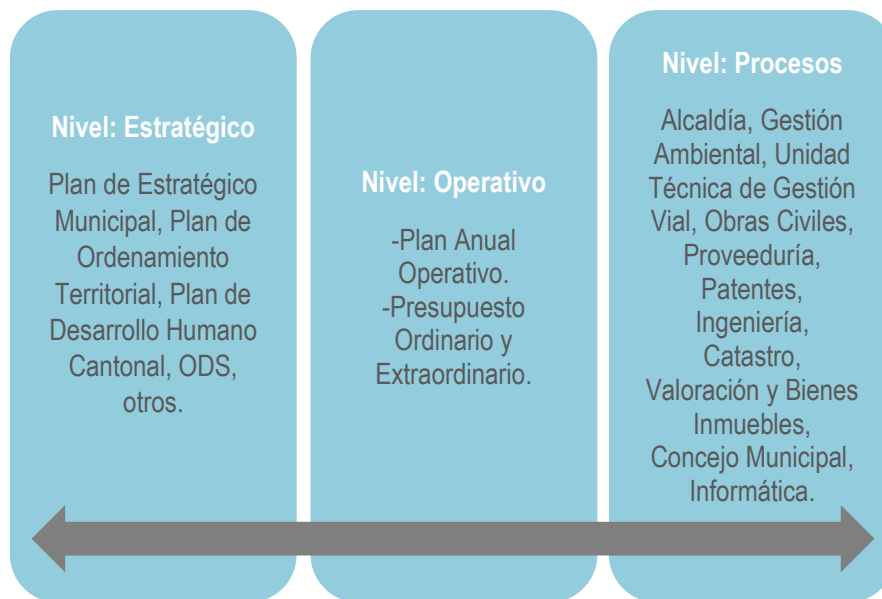 Nivel: Estratégico
Plan de Estratégico
Municipal, Plan de
Ordenamiento
Territorial, Plan de
Desarrollo Humano
Cantonal, ODS,
otros.
Nivel: Operativo
-Plan Anual
Operativo.
-Presupuesto
Ordinario y
Extraordinario.
Nivel: Procesos
Alcaldía, Gestión
Ambiental, Unidad
Técnica de Gestión
Vial, Obras Civiles,
Proveeduría,
Patentes,
Ingeniería,
Catastro,
Valoración y Bienes
Inmuebles,
Concejo Municipal,
Informática.